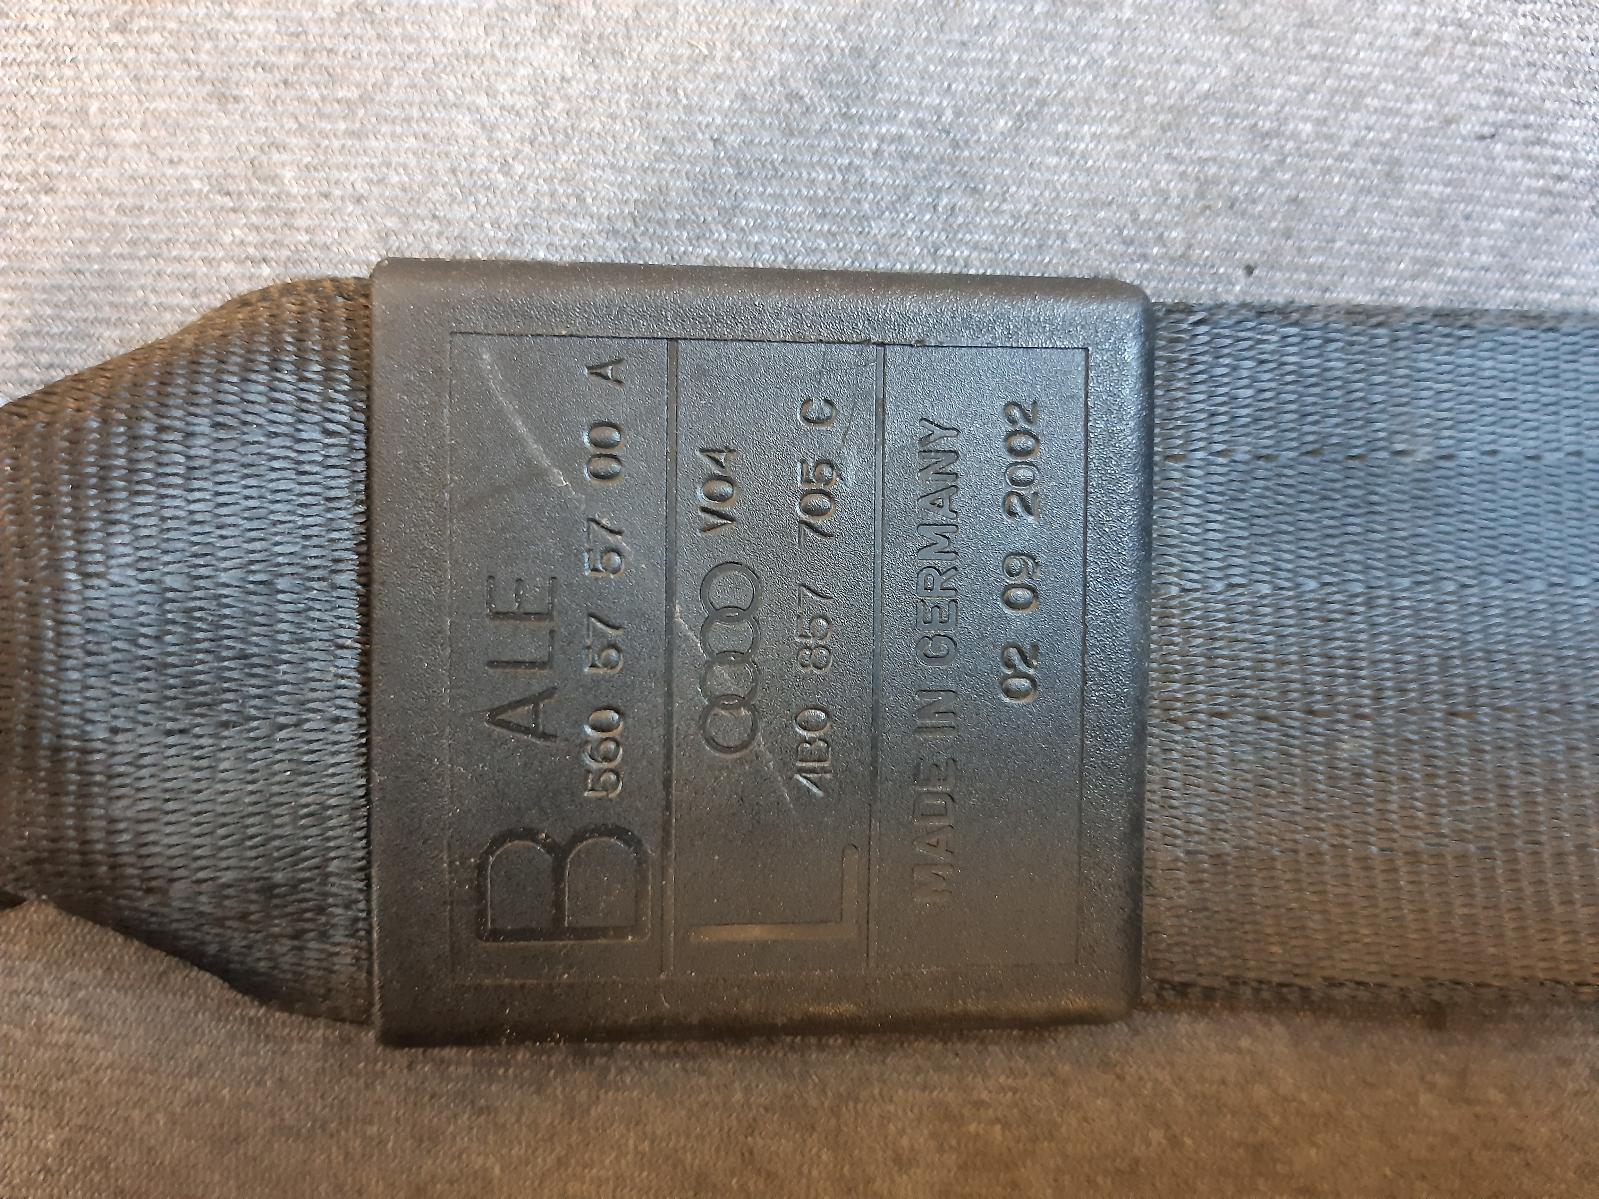 B ALE
560 57 57 00 A
V04
L 4B0 857 705 C
MADE IN GERMANY
02 09 2002